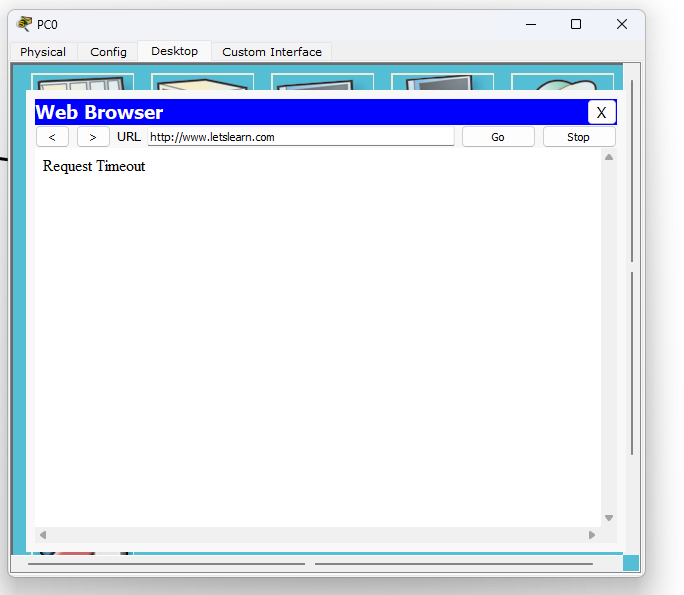 PC0
Physical Config Desktop Custom Interface
Web Browser X
< > URL http://www.letslearn.com Go Stop
Request Timeout